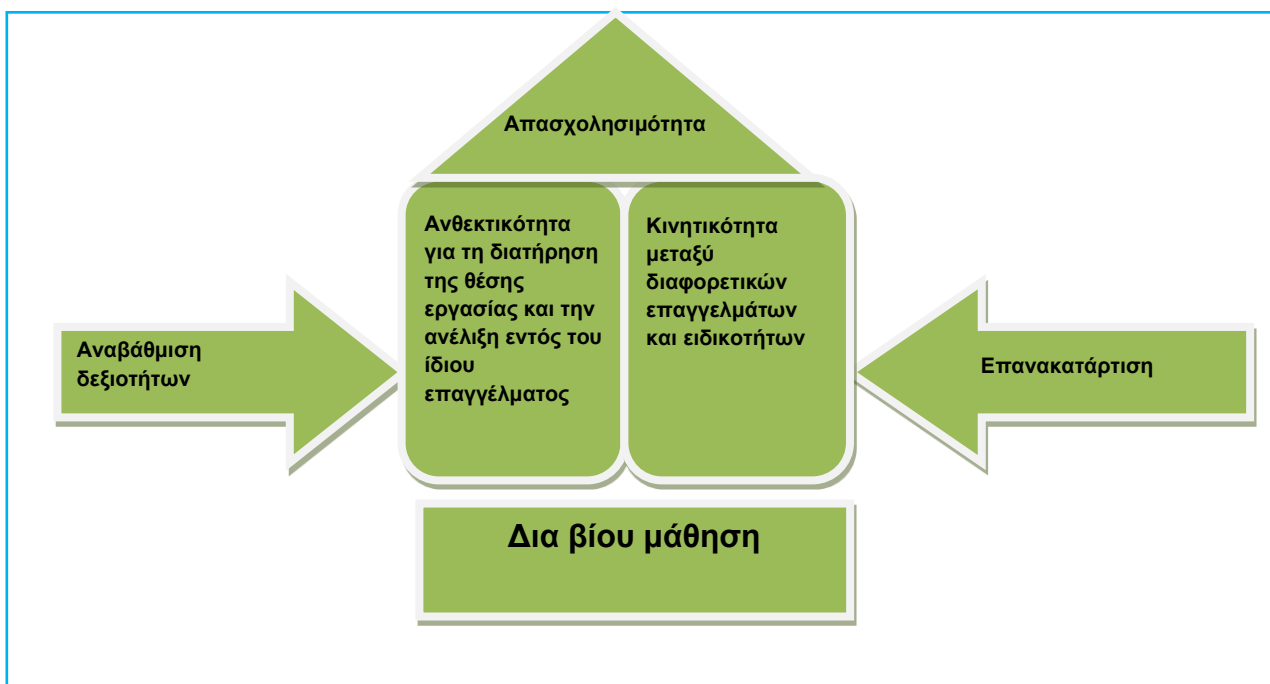 Απασχολησιμότητα
Ανθεκτικότητα
για τη διατήρηση
της θέσης
εργασίας και την
ανέλιξη εντός του
ίδιου
επαγγέλματος
Κινητικότητα
μεταξύ
διαφορετικών
επαγγελμάτων
και ειδικοτήτων
Αναβάθμιση
δεξιοτήτων
Επανακατάρτιση
Δια βίου μάθηση